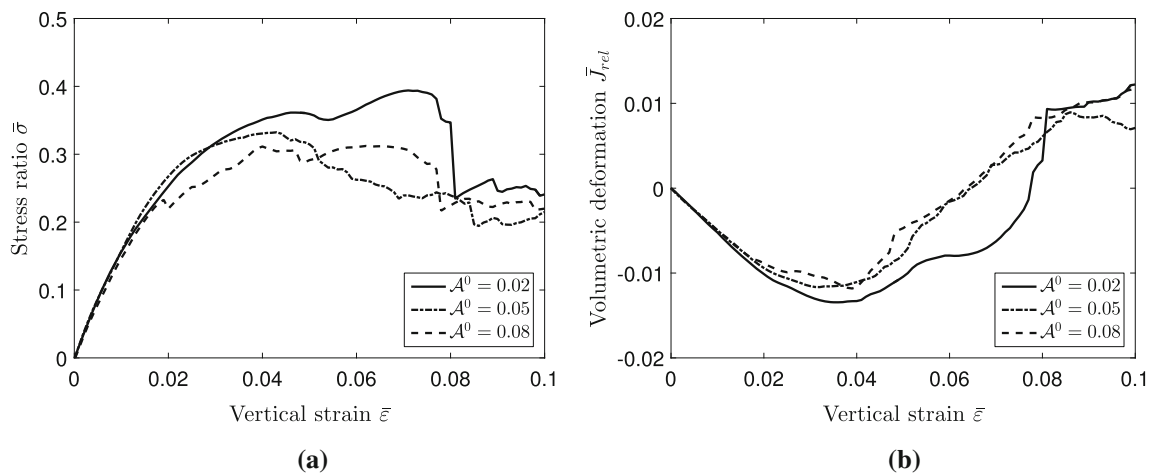 0.5
0.4
0.3
0.2
0.1
0
Stress ratio σ̄
0 0.02 0.04 0.06 0.08 0.1
Vertical strain ε̄
𝒜⁰ = 0.02
𝒜⁰ = 0.05
𝒜⁰ = 0.08
(a)
0.02
0.01
0
-0.01
-0.02
Volumetric deformation J̄_rel
0 0.02 0.04 0.06 0.08 0.1
Vertical strain ε̄
𝒜⁰ = 0.02
𝒜⁰ = 0.05
𝒜⁰ = 0.08
(b)